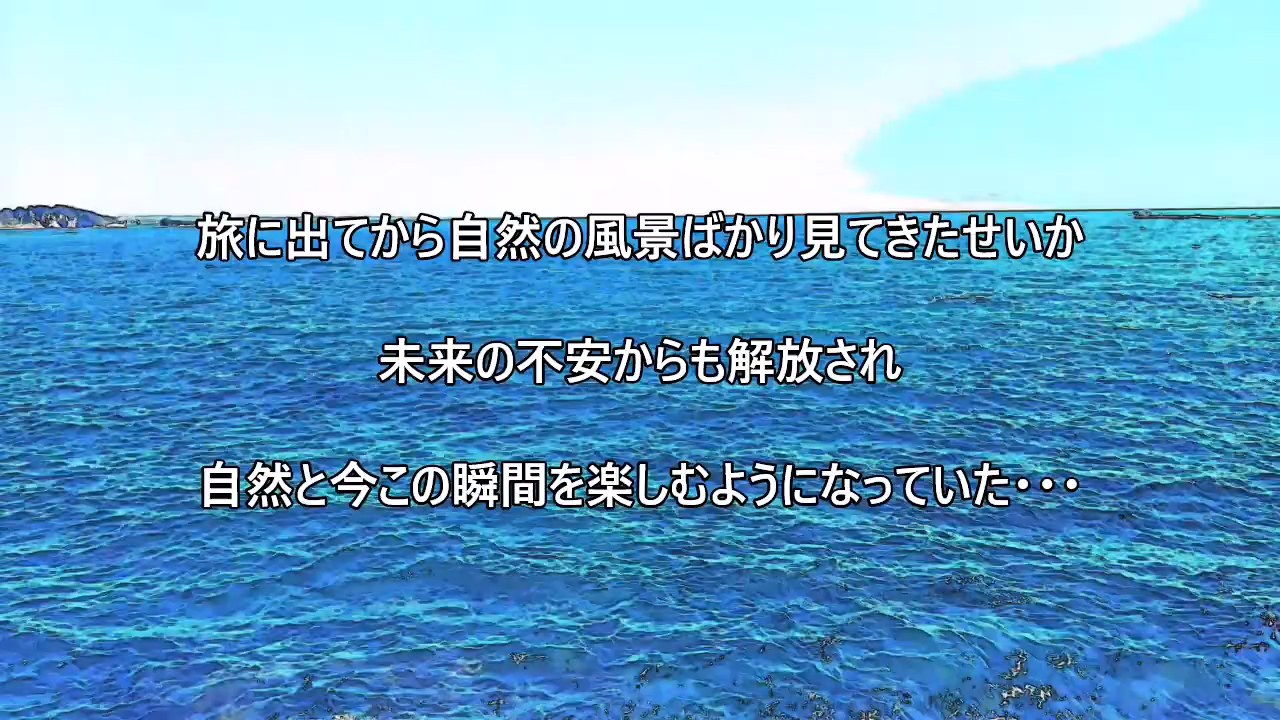 旅に出てから自然の風景ばかり見てきたせいか
未来の不安からも解放され
自然と今この瞬間を楽しむようになっていた・・・